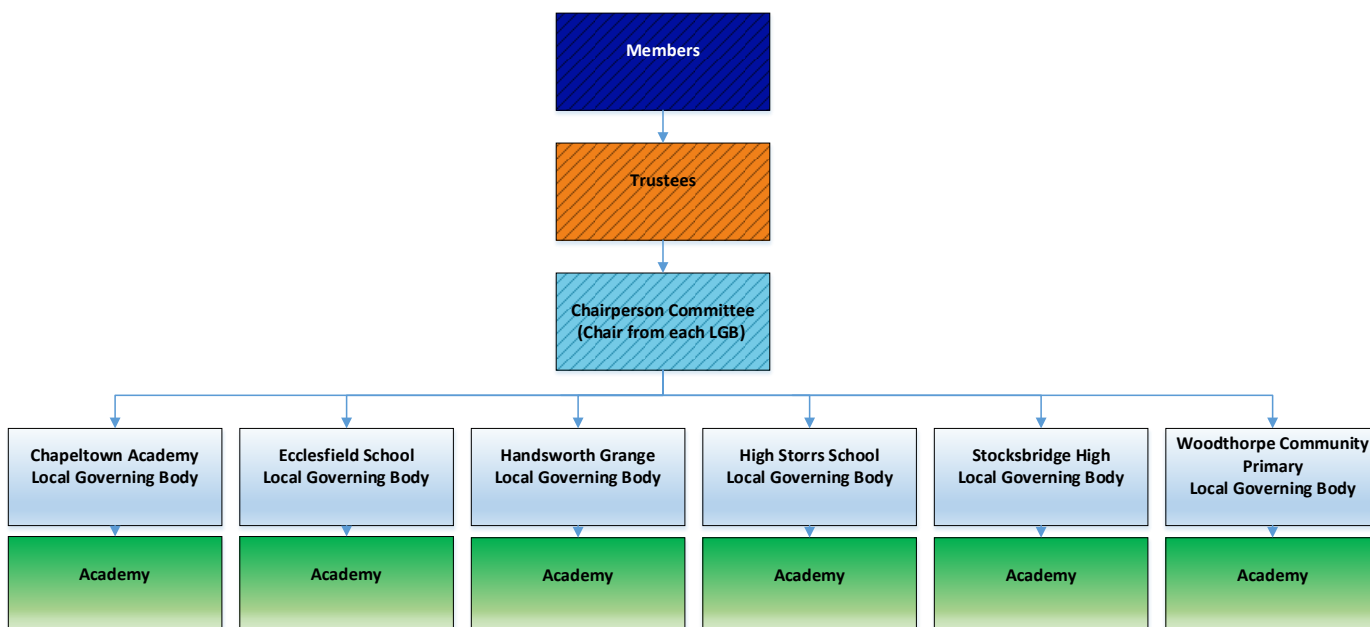 Members
Trustees
Chairperson Committee
(Chair from each LGB)
Chapeltown Academy
Local Governing Body
Ecclesfield School
Local Governing Body
Handsworth Grange
Local Governing Body
High Storrs School
Local Governing Body
Stocksbridge High
Local Governing Body
Woodthorpe Community
Primary
Local Governing Body
Academy
Academy
Academy
Academy
Academy
Academy